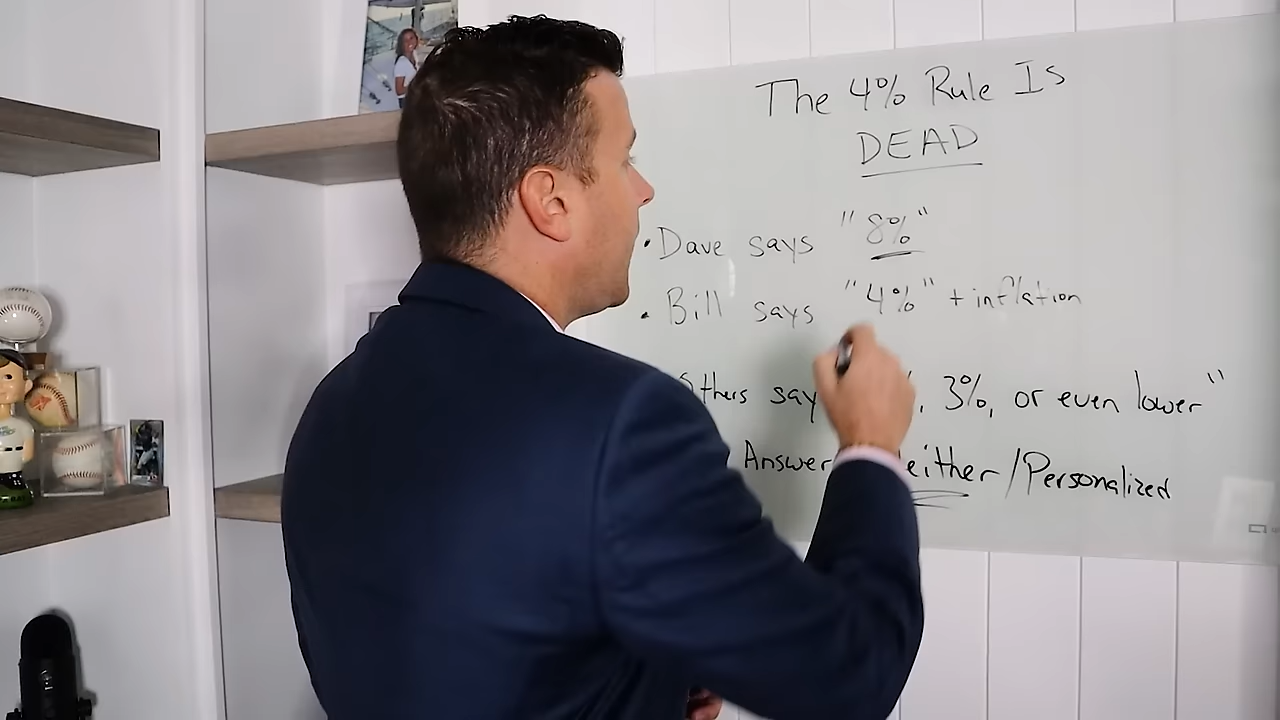 The 4% Rule Is
DEAD
• Dave says "8%"
• Bill says "4%" + inflation
Others say %, 3%, or even lower"
Answer either/Personalized